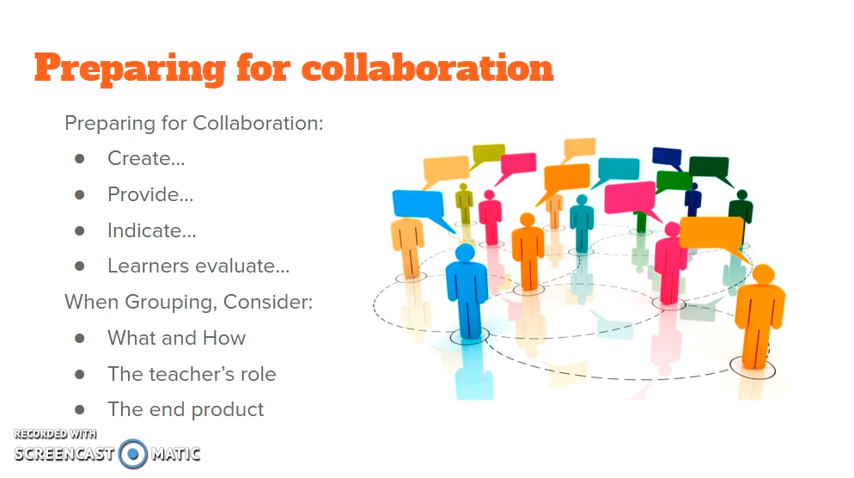 Preparing for collaboration
Preparing for Collaboration:
● Create...
● Provide...
● Indicate...
● Learners evaluate...
When Grouping, Consider:
● What and How
● The teacher's role
● The end product
RECORDED WITH
SCREENCAST MATIC